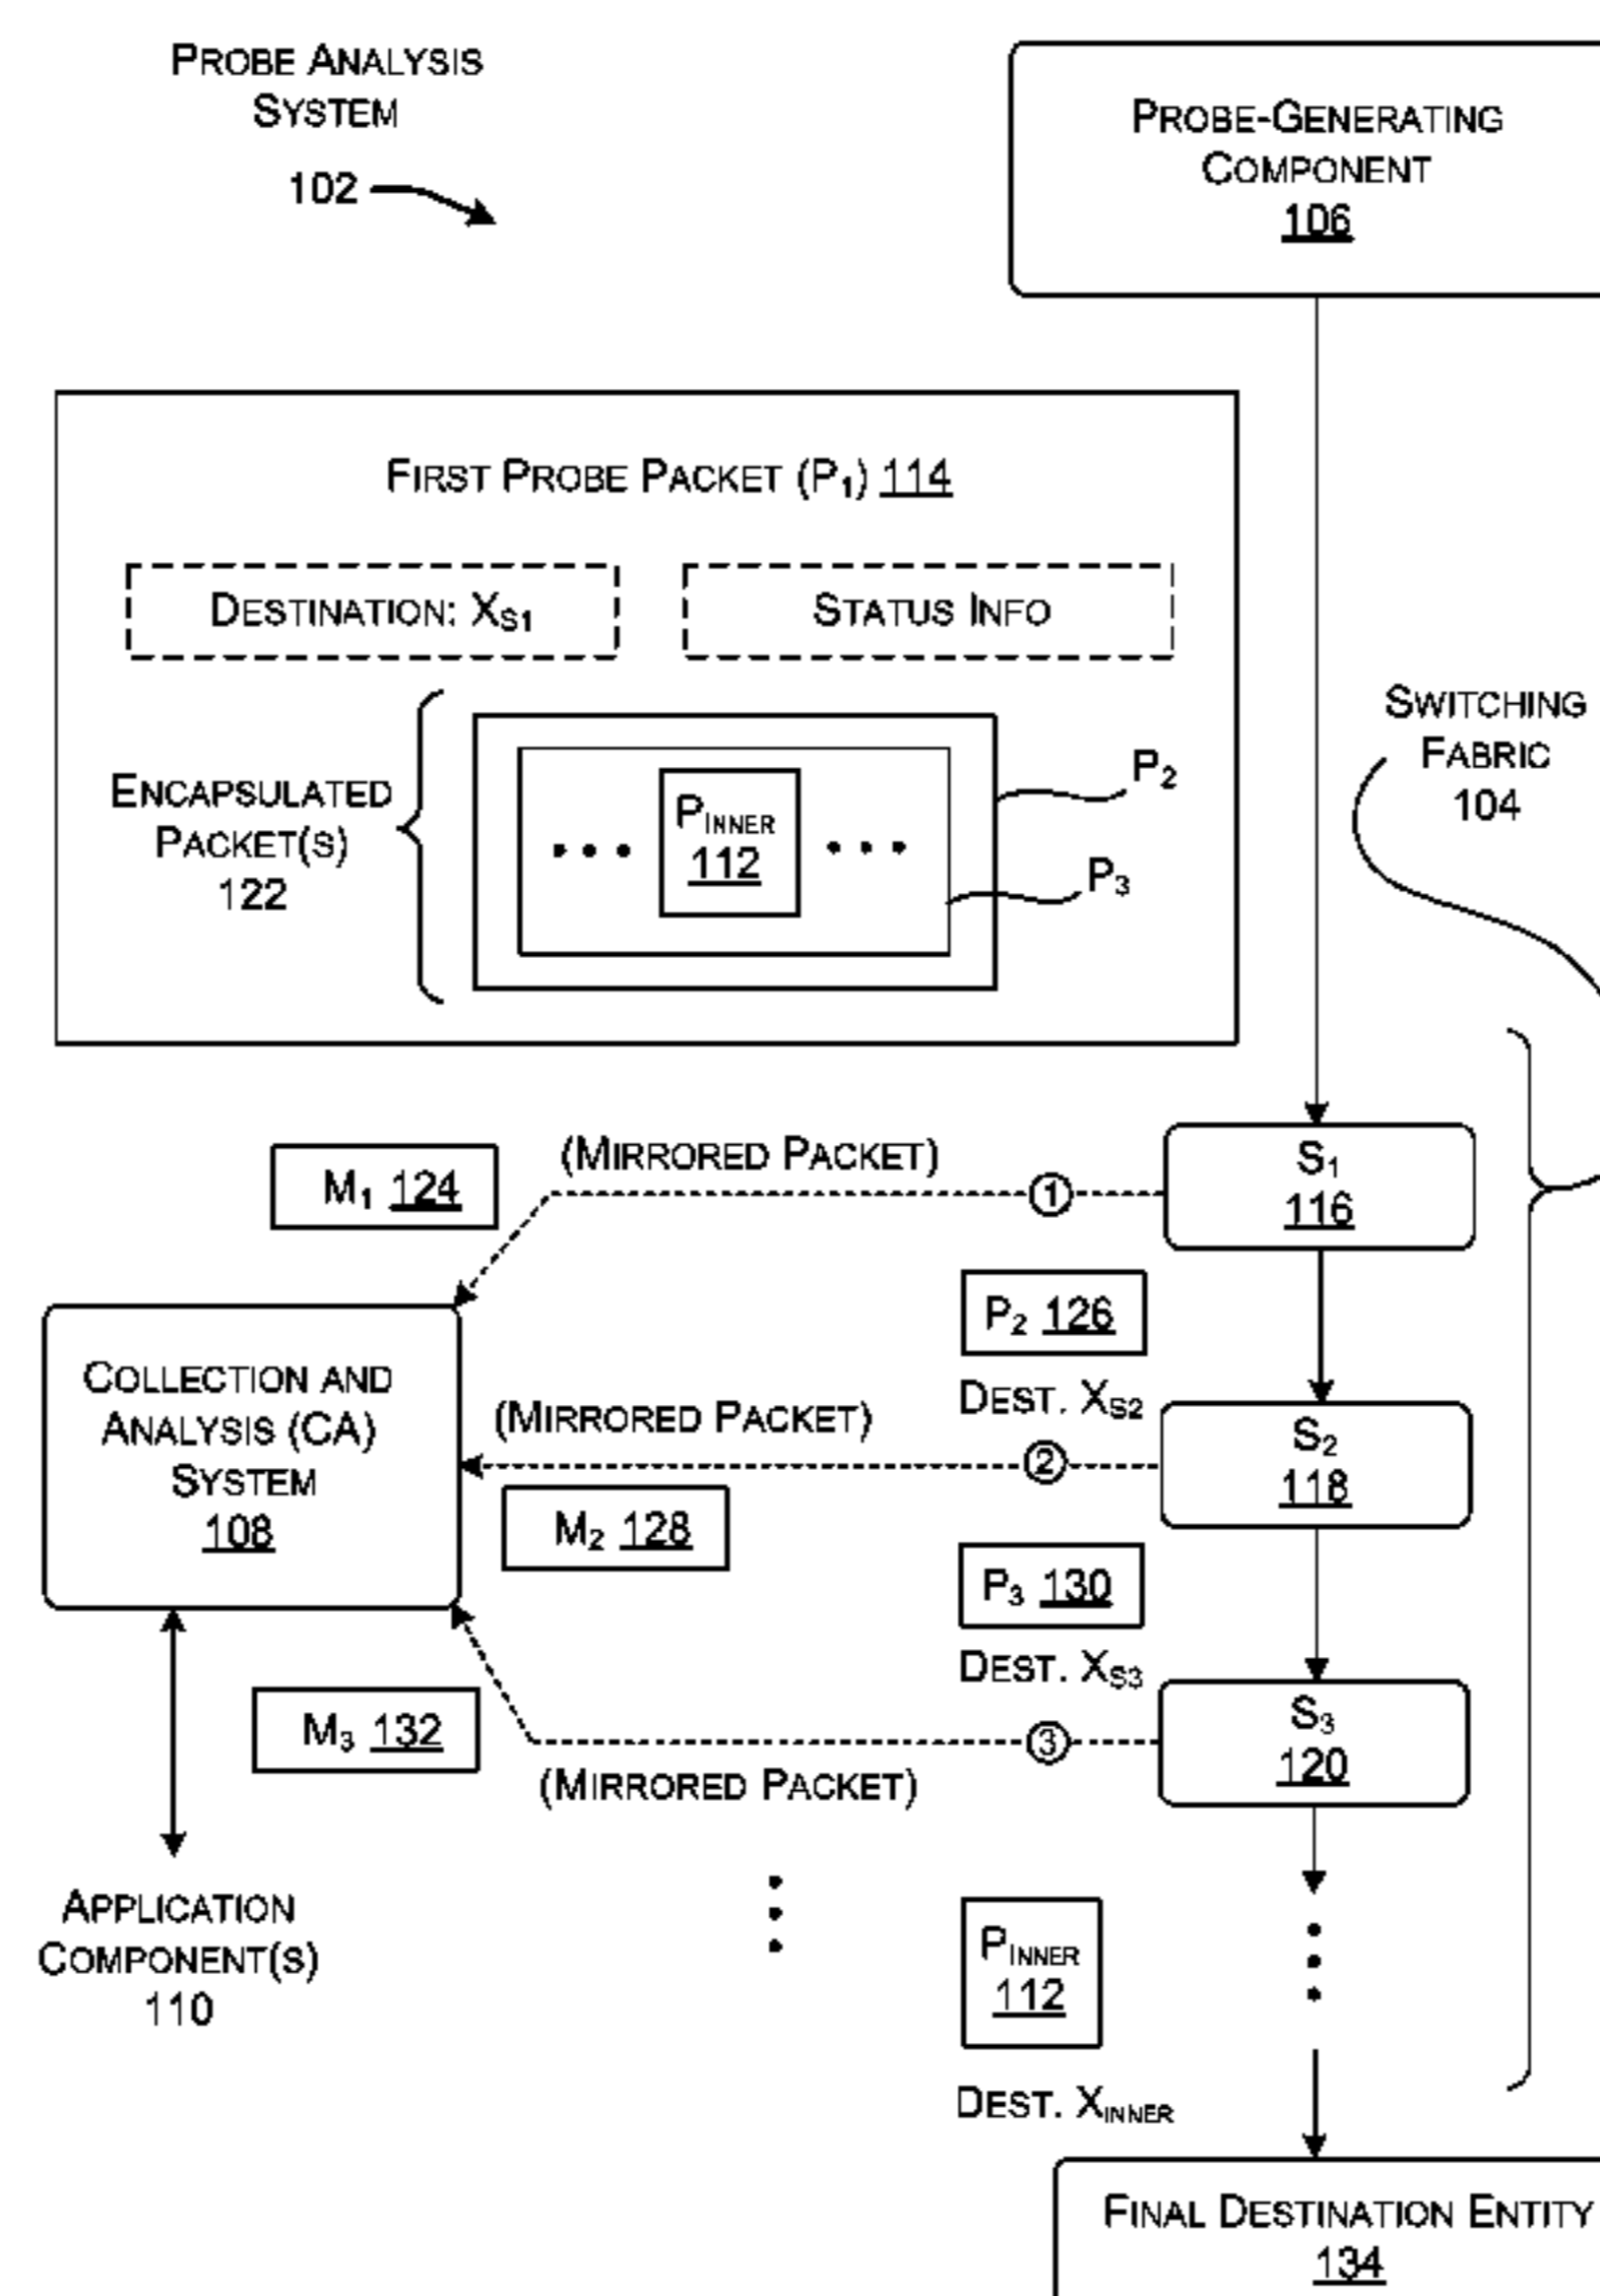 PROBE ANALYSIS
SYSTEM
102
PROBE-GENERATING
COMPONENT
106
FIRST PROBE PACKET (P1) 114
DESTINATION: XS1
STATUS INFO
ENCAPSULATED
PACKET(S)
122
PINNER
112
P2
P3
SWITCHING
FABRIC
104
(MIRRORED PACKET)
M1 124
1
S1
116
P2 126
DEST. XS2
COLLECTION AND
ANALYSIS (CA)
SYSTEM
108
(MIRRORED PACKET)
2
S2
118
M2 128
P3 130
DEST. XS3
M3 132
3
(MIRRORED PACKET)
S3
120
APPLICATION
COMPONENT(S)
110
PINNER
112
DEST. XINNER
FINAL DESTINATION ENTITY
134